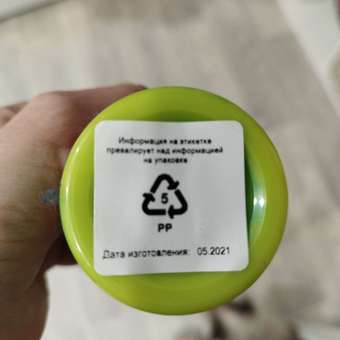 Информация на этикетке
превалирует над информацией
на упаковке
5
PP
Дата изготовления: 05.2021